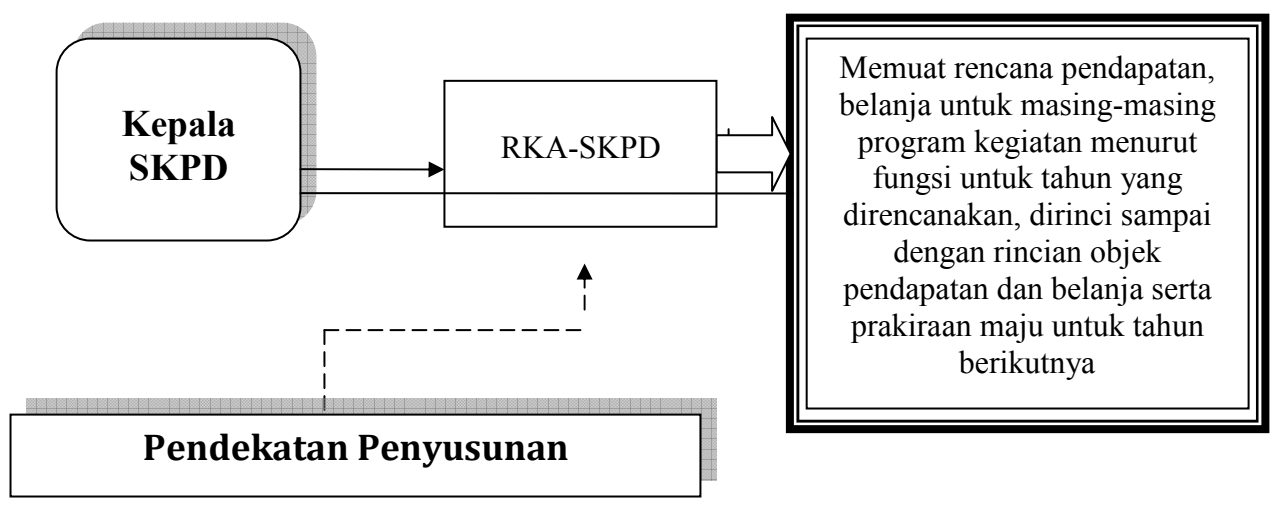 Kepala
SKPD
RKA-SKPD
Memuat rencana pendapatan,
belanja untuk masing-masing
program kegiatan menurut
fungsi untuk tahun yang
direncanakan, dirinci sampai
dengan rincian objek
pendapatan dan belanja serta
prakiraan maju untuk tahun
berikutnya
Pendekatan Penyusunan